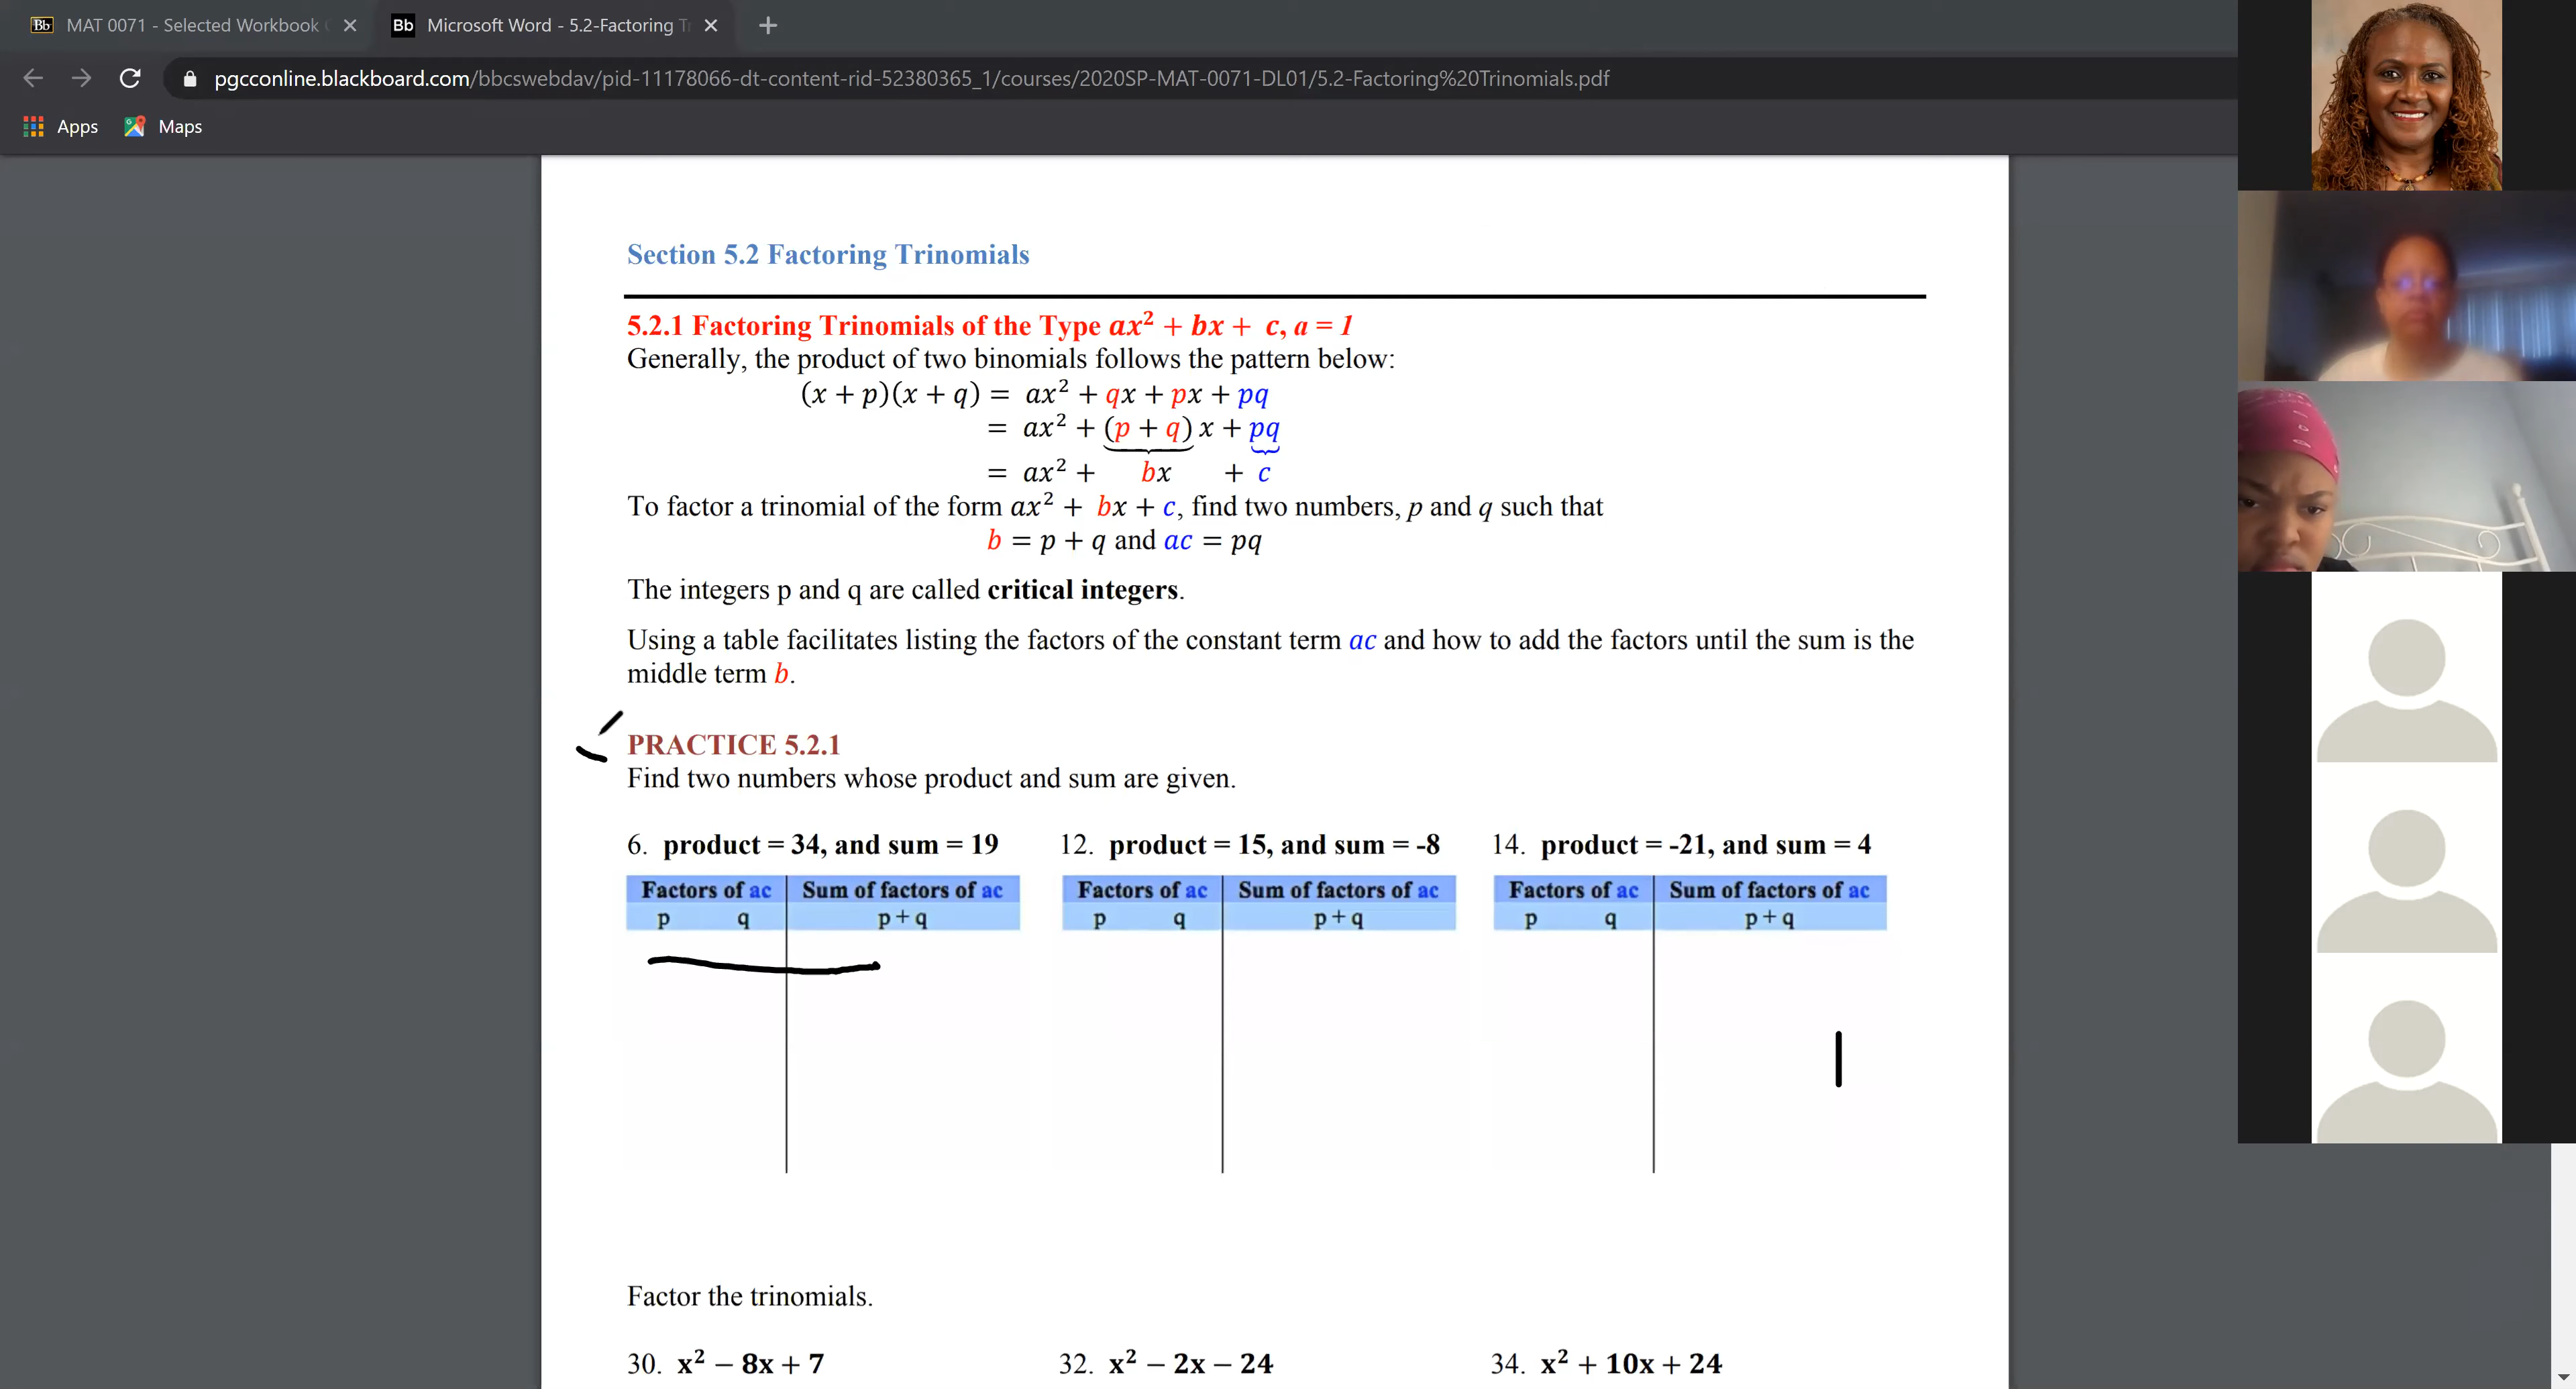 MAT 0071 - Selected Workbook
Microsoft Word - 5.2-Factoring Tr
pgcconline.blackboard.com/bbcswebdav/pid-11178066-dt-content-rid-52380365_1/courses/2020SP-MAT-0071-DL01/5.2-Factoring%20Trinomials.pdf
Apps Maps
Section 5.2 Factoring Trinomials
5.2.1 Factoring Trinomials of the Type ax² + bx + c, a = 1
Generally, the product of two binomials follows the pattern below:
(x + p)(x + q) = ax² + qx + px + pq
= ax² + (p + q) x + pq
= ax² + bx + c
To factor a trinomial of the form ax² + bx + c, find two numbers, p and q such that
b = p + q and ac = pq
The integers p and q are called critical integers.
Using a table facilitates listing the factors of the constant term ac and how to add the factors until the sum is the
middle term b.
PRACTICE 5.2.1
Find two numbers whose product and sum are given.
6. product = 34, and sum = 19 12. product = 15, and sum = -8 14. product = -21, and sum = 4
Factors of ac Sum of factors of ac Factors of ac Sum of factors of ac Factors of ac Sum of factors of ac
p q p + q p q p + q p q p + q
Factor the trinomials.
30. x² − 8x + 7 32. x² − 2x − 24 34. x² + 10x + 24